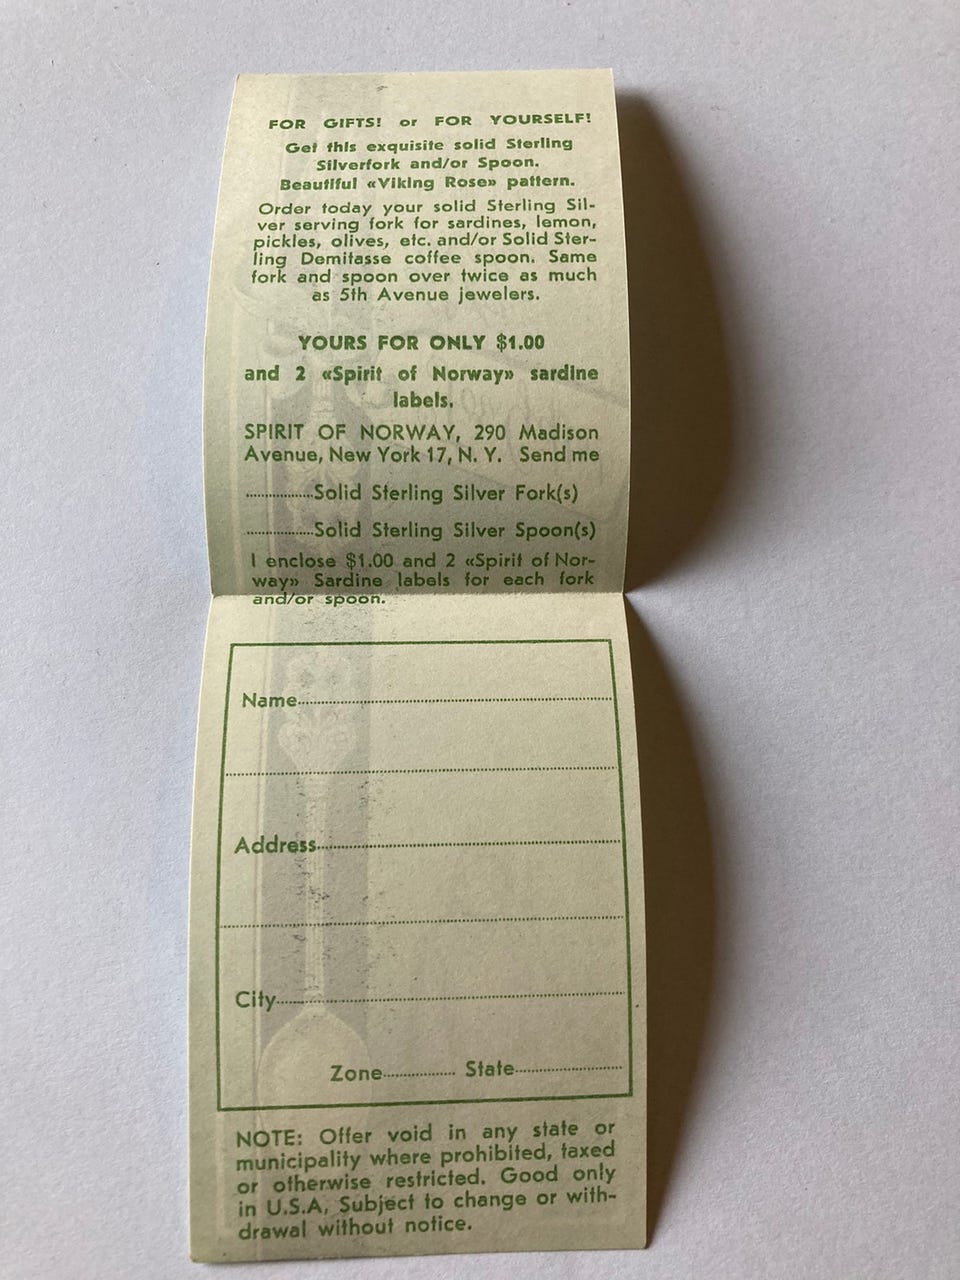 FOR GIFTS! or FOR YOURSELF!
Get this exquisite solid Sterling
Silverfork and/or Spoon.
Beautiful «Viking Rose» pattern.
Order today your solid Sterling Sil-
ver serving fork for sardines, lemon,
pickles, olives, etc. and/or Solid Ster-
ling Demitasse coffee spoon. Same
fork and spoon over twice as much
as 5th Avenue jewelers.
YOURS FOR ONLY $1.00
and 2 «Spirit of Norway» sardine
labels.
SPIRIT OF NORWAY, 290 Madison
Avenue, New York 17, N. Y. Send me
................Solid Sterling Silver Fork(s)
................Solid Sterling Silver Spoon(s)
I enclose $1.00 and 2 «Spirit of Nor-
way» Sardine labels for each fork
and/or spoon.
Name
Address
City
Zone............... State
NOTE: Offer void in any state or
municipality where prohibited, taxed
or otherwise restricted. Good only
in U.S.A. Subject to change or with-
drawal without notice.